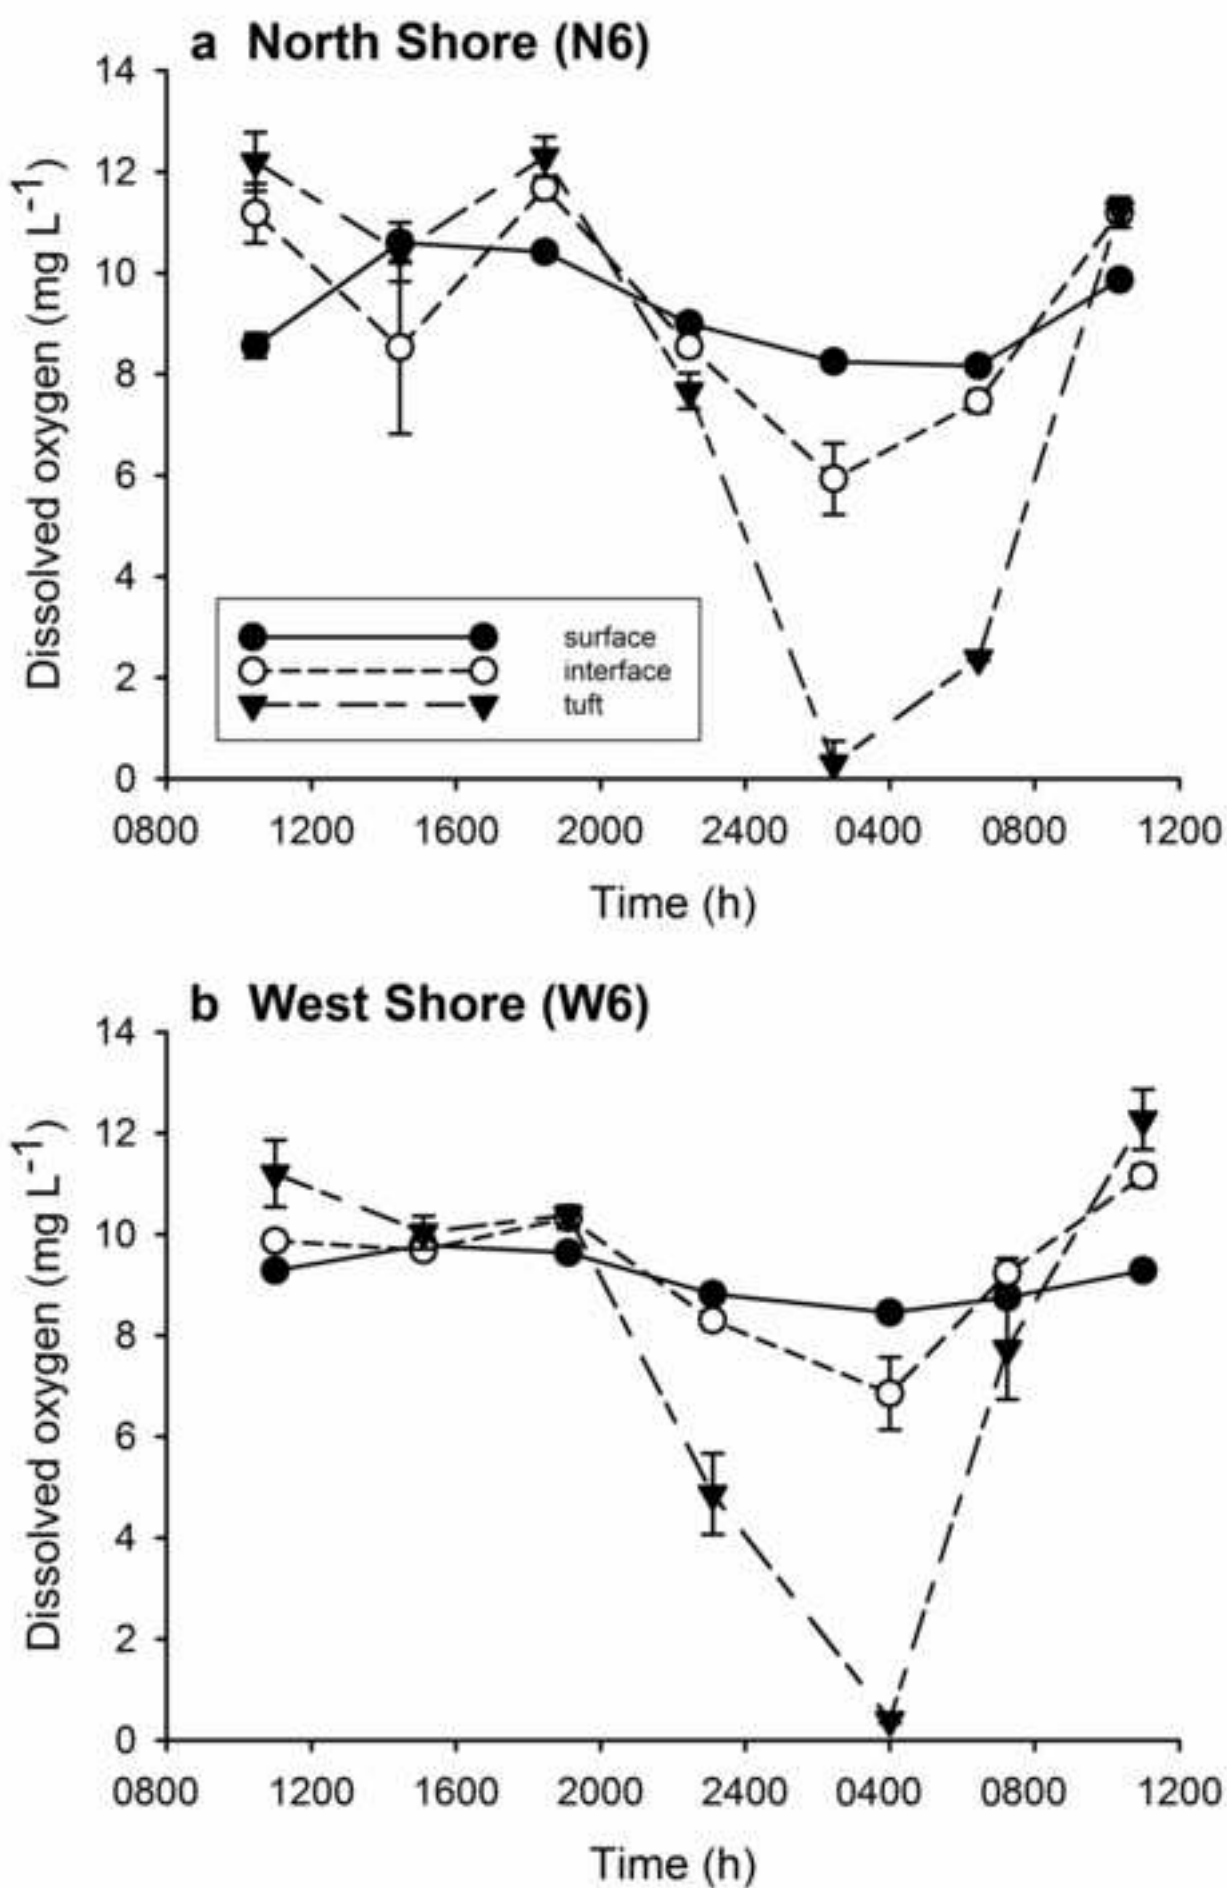 a North Shore (N6)
Dissolved oxygen (mg L-1)
14
12
10
8
6
4
2
0
surface
interface
tuft
0800 1200 1600 2000 2400 0400 0800 1200
Time (h)
b West Shore (W6)
Dissolved oxygen (mg L-1)
14
12
10
8
6
4
2
0
0800 1200 1600 2000 2400 0400 0800 1200
Time (h)